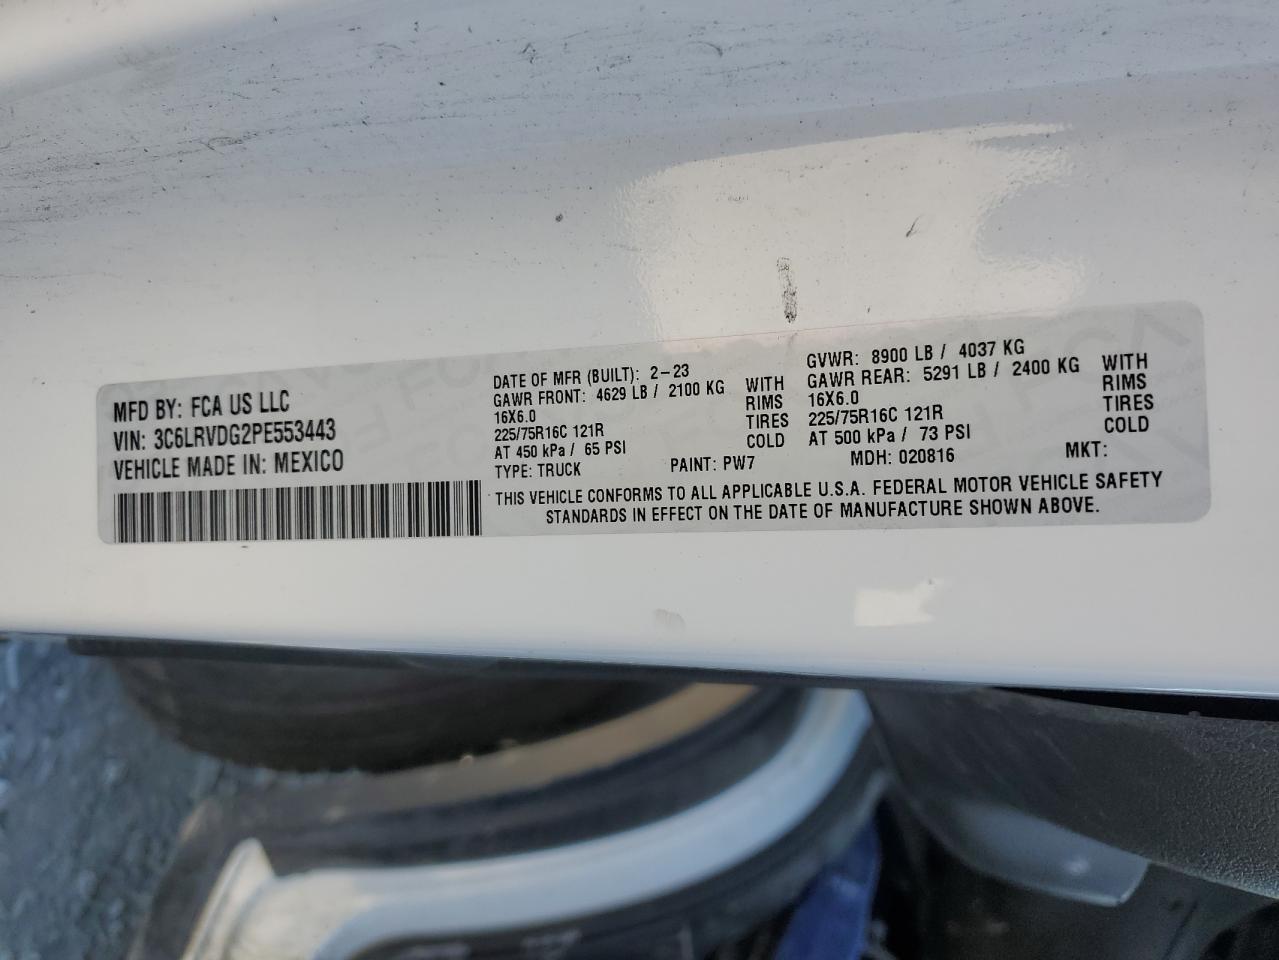 MFD BY: FCA US LLC
VIN: 3C6LRVDG2PE553443
VEHICLE MADE IN: MEXICO
DATE OF MFR (BUILT): 2-23
GAWR FRONT: 4629 LB / 2100 KG WITH
16X6.0 RIMS
225/75R16C 121R TIRES
AT 450 kPa / 65 PSI COLD
TYPE: TRUCK PAINT: PW7
GVWR: 8900 LB / 4037 KG
GAWR REAR: 5291 LB / 2400 KG WITH
16X6.0 RIMS
225/75R16C 121R TIRES
AT 500 kPa / 73 PSI COLD
MDH: 020816 MKT:
THIS VEHICLE CONFORMS TO ALL APPLICABLE U.S.A. FEDERAL MOTOR VEHICLE SAFETY
STANDARDS IN EFFECT ON THE DATE OF MANUFACTURE SHOWN ABOVE.